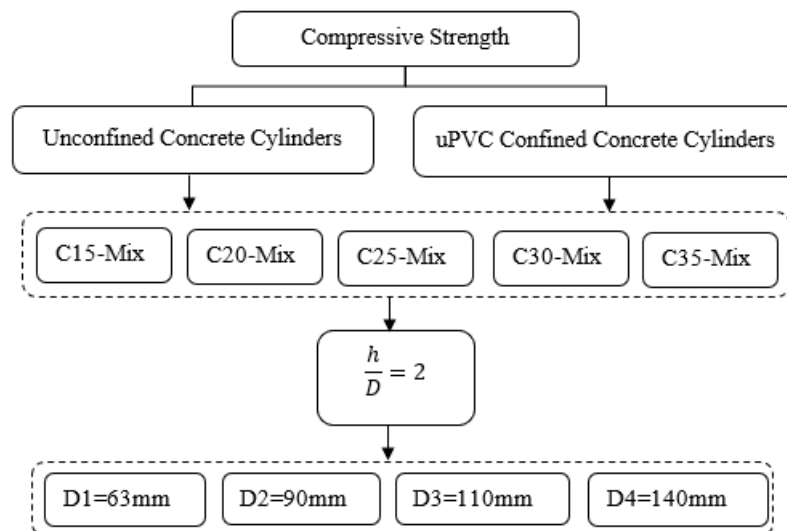 Compressive Strength
Unconfined Concrete Cylinders
uPVC Confined Concrete Cylinders
C15-Mix
C20-Mix
C25-Mix
C30-Mix
C35-Mix
h/D = 2
D1=63mm
D2=90mm
D3=110mm
D4=140mm